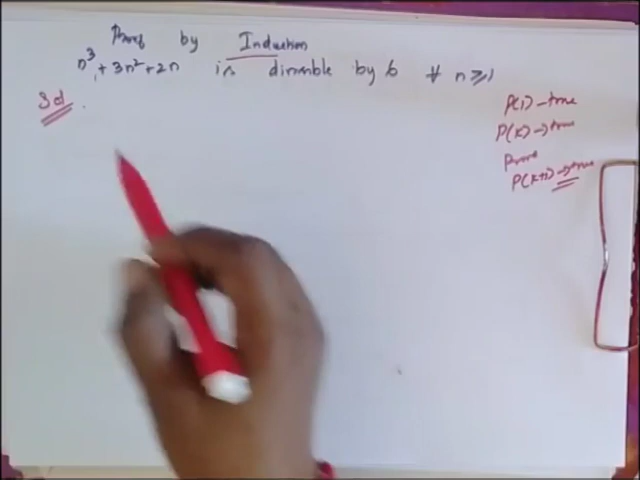 Proof by Induction
n³ + 3n² + 2n is divisible by 6 ∀ n ≥ 1
Sol
P(1) → true
P(k) → true
Prove
P(k+1) → true